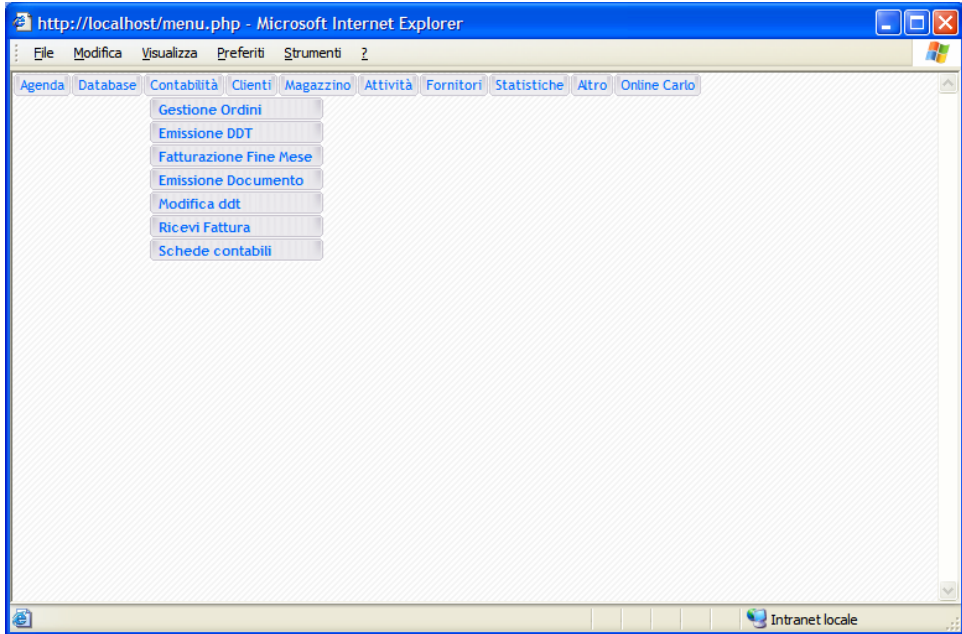 http://localhost/menu.php - Microsoft Internet Explorer
File Modifica Visualizza Preferiti Strumenti ?
Agenda Database Contabilità Clienti Magazzino Attività Fornitori Statistiche Altro Online Carlo
Gestione Ordini
Emissione DDT
Fatturazione Fine Mese
Emissione Documento
Modifica ddt
Ricevi Fattura
Schede contabili
Intranet locale